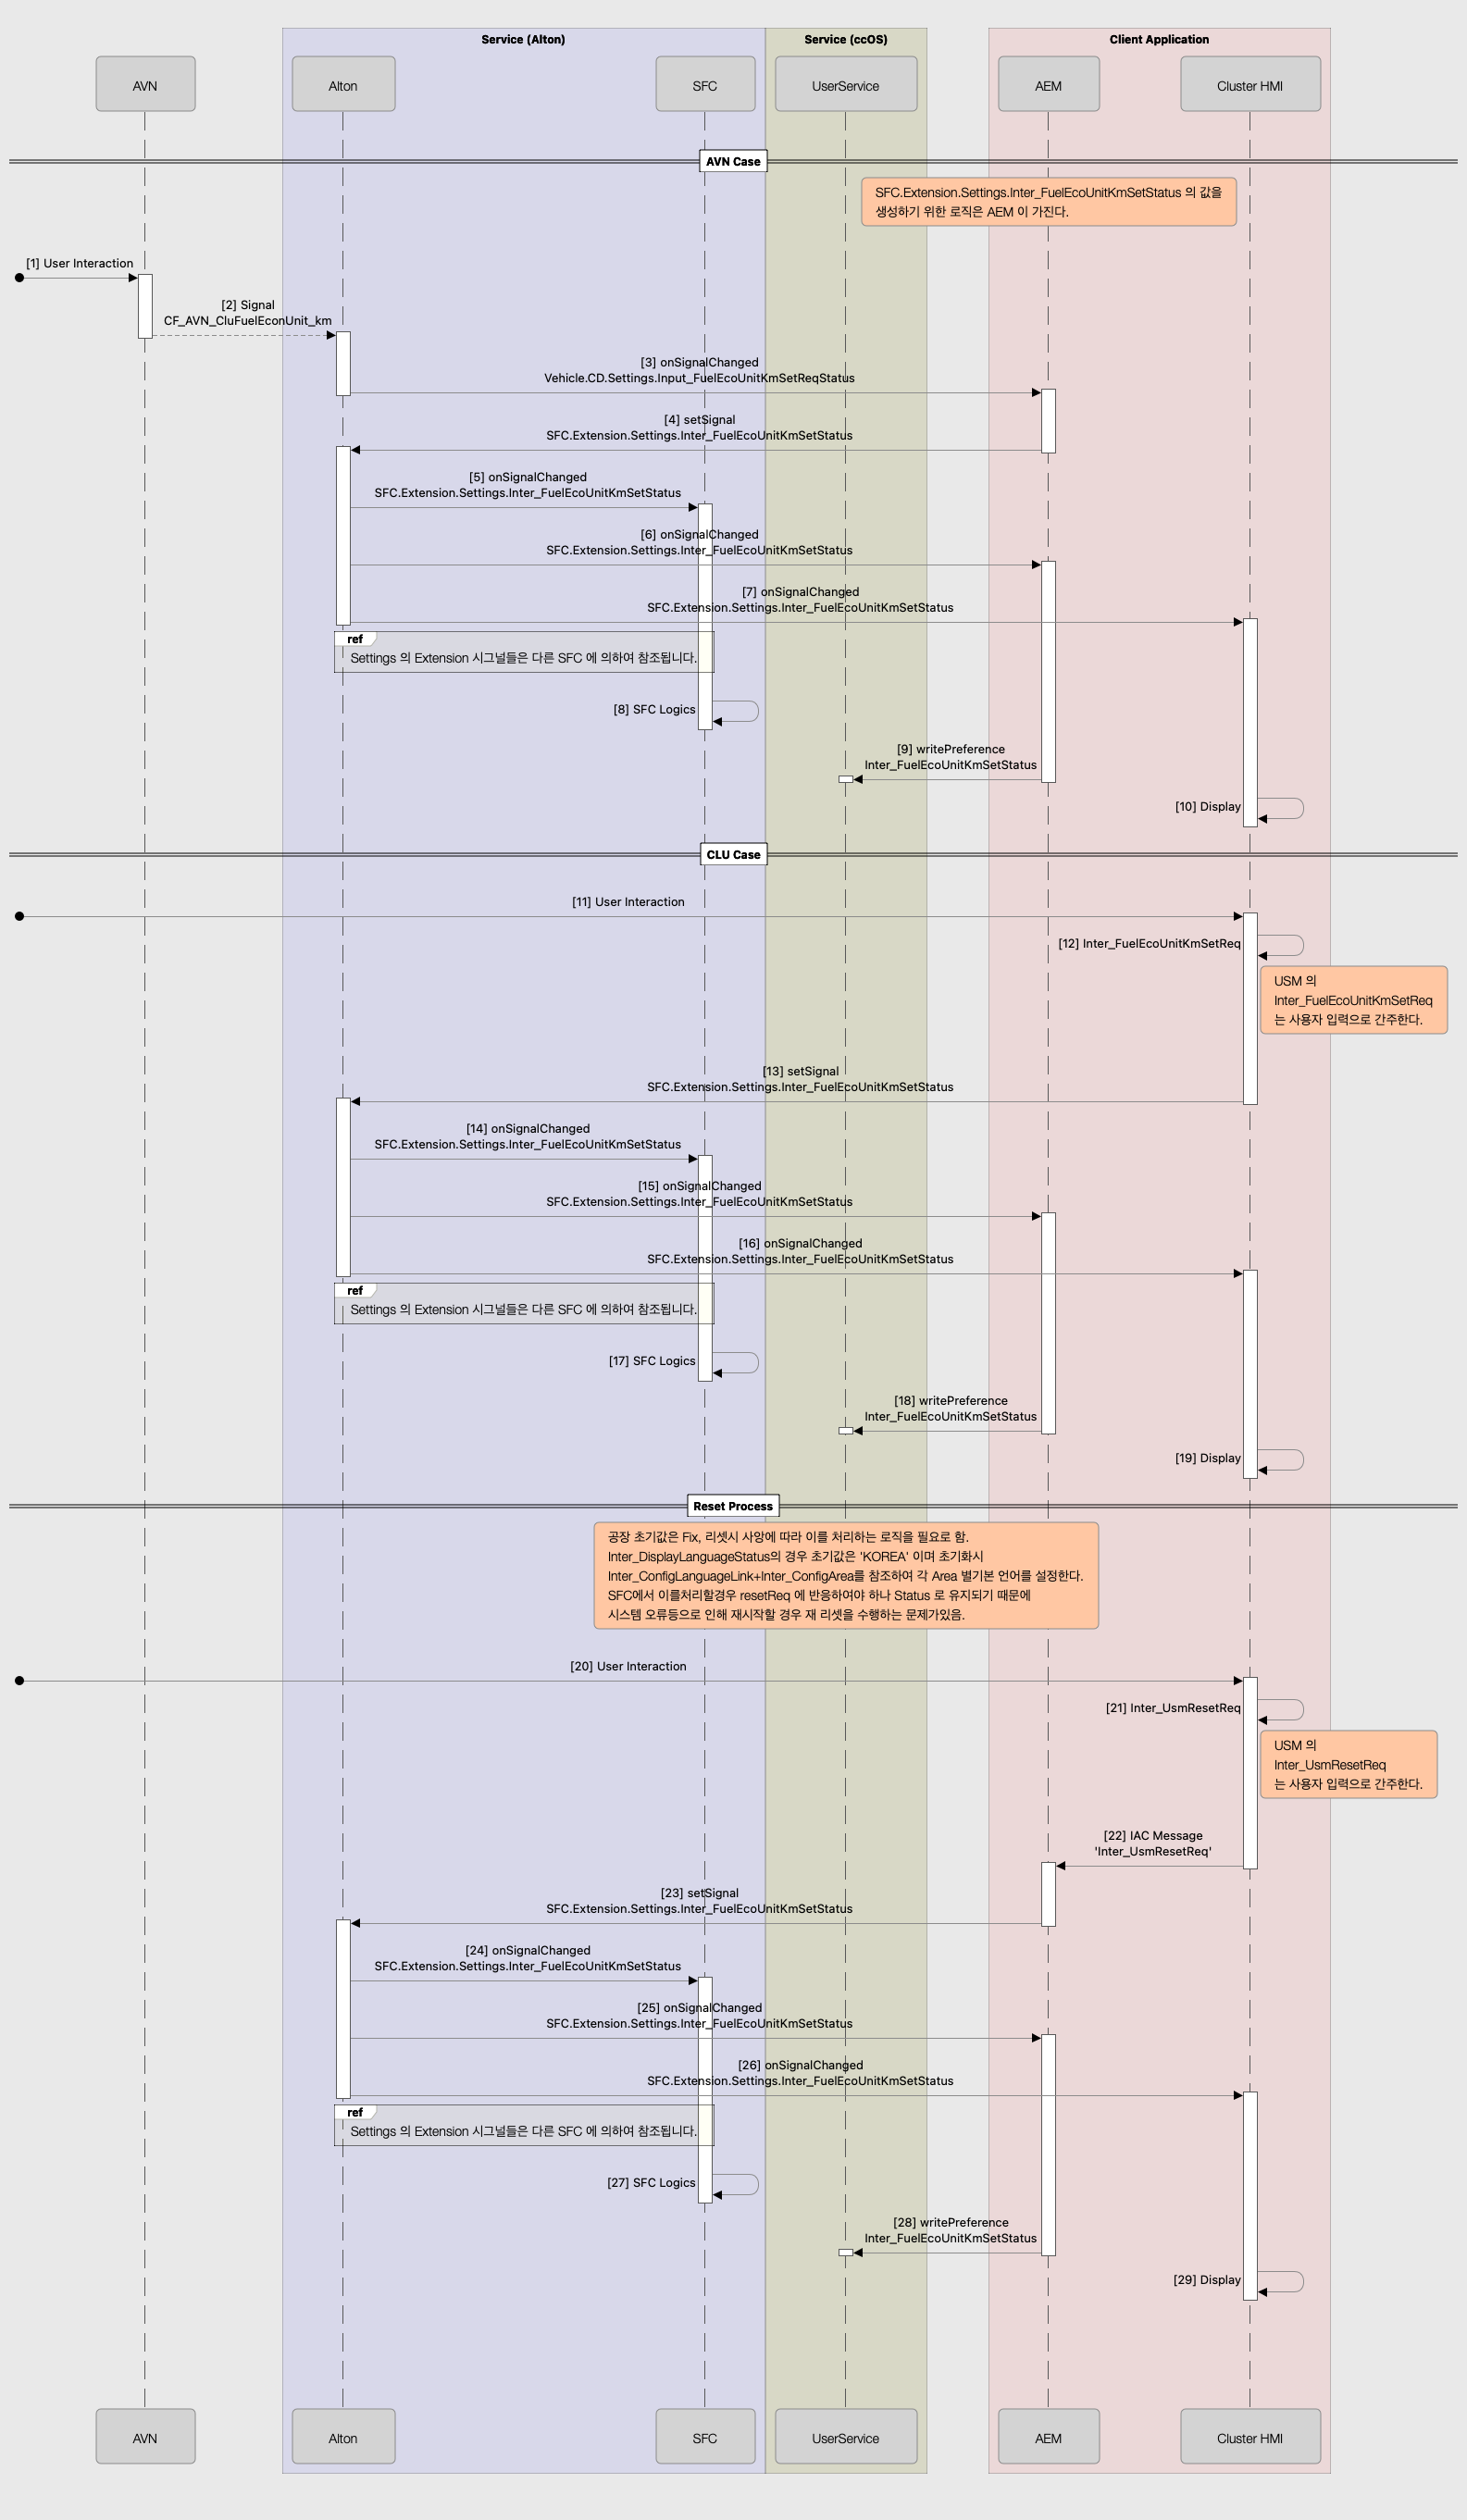 Service (Alton)
Service (ccOS)
Client Application
AVN
Alton
SFC
UserService
AEM
Cluster HMI
AVN Case
SFC.Extension.Settings.Inter_FuelEcoUnitKmSetStatus 의 값을
생성하기 위한 로직은 AEM 이 가진다.
[1] User Interaction
[2] Signal
CF_AVN_CluFuelEconUnit_km
[3] onSignalChanged
Vehicle.CD.Settings.Input_FuelEcoUnitKmSetReqStatus
[4] setSignal
SFC.Extension.Settings.Inter_FuelEcoUnitKmSetStatus
[5] onSignalChanged
SFC.Extension.Settings.Inter_FuelEcoUnitKmSetStatus
[6] onSignalChanged
SFC.Extension.Settings.Inter_FuelEcoUnitKmSetStatus
[7] onSignalChanged
SFC.Extension.Settings.Inter_FuelEcoUnitKmSetStatus
ref
Settings 의 Extension 시그널들은 다른 SFC 에 의하여 참조됩니다.
[8] SFC Logics
[9] writePreference
Inter_FuelEcoUnitKmSetStatus
[10] Display
CLU Case
[11] User Interaction
[12] Inter_FuelEcoUnitKmSetReq
USM 의
Inter_FuelEcoUnitKmSetReq
는 사용자 입력으로 간주한다.
[13] setSignal
SFC.Extension.Settings.Inter_FuelEcoUnitKmSetStatus
[14] onSignalChanged
SFC.Extension.Settings.Inter_FuelEcoUnitKmSetStatus
[15] onSignalChanged
SFC.Extension.Settings.Inter_FuelEcoUnitKmSetStatus
[16] onSignalChanged
SFC.Extension.Settings.Inter_FuelEcoUnitKmSetStatus
ref
Settings 의 Extension 시그널들은 다른 SFC 에 의하여 참조됩니다.
[17] SFC Logics
[18] writePreference
Inter_FuelEcoUnitKmSetStatus
[19] Display
Reset Process
공장 초기값은 Fix, 리셋시 사앙에 따라 이를 처리하는 로직을 필요로 함.
Inter_DisplayLanguageStatus의 경우 초기값은 'KOREA' 이며 초기화시
Inter_ConfigLanguageLink+Inter_ConfigArea를 참조하여 각 Area 별기본 언어를 설정한다.
SFC에서 이를처리할경우 resetReq 에 반응하여야 하나 Status 로 유지되기 때문에
시스템 오류등으로 인해 재시작할 경우 재 리셋을 수행하는 문제가있음.
[20] User Interaction
[21] Inter_UsmResetReq
USM 의
Inter_UsmResetReq
는 사용자 입력으로 간주한다.
[22] IAC Message
'Inter_UsmResetReq'
[23] setSignal
SFC.Extension.Settings.Inter_FuelEcoUnitKmSetStatus
[24] onSignalChanged
SFC.Extension.Settings.Inter_FuelEcoUnitKmSetStatus
[25] onSignalChanged
SFC.Extension.Settings.Inter_FuelEcoUnitKmSetStatus
[26] onSignalChanged
SFC.Extension.Settings.Inter_FuelEcoUnitKmSetStatus
ref
Settings 의 Extension 시그널들은 다른 SFC 에 의하여 참조됩니다.
[27] SFC Logics
[28] writePreference
Inter_FuelEcoUnitKmSetStatus
[29] Display
AVN
Alton
SFC
UserService
AEM
Cluster HMI